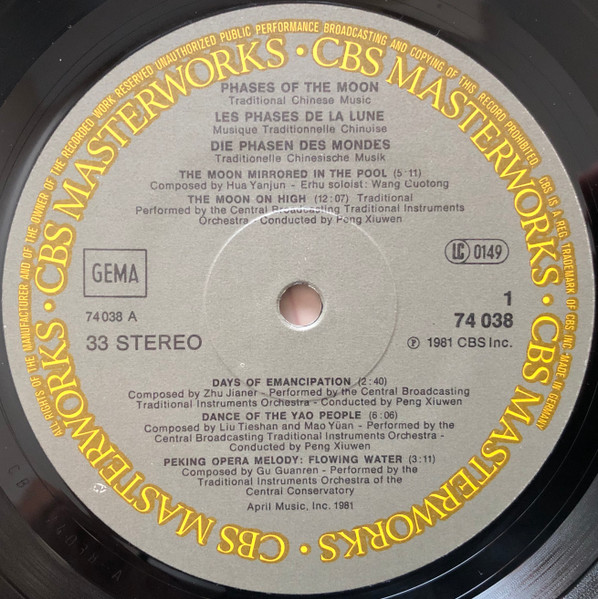 ALL RIGHTS OF THE MANUFACTURER AND OF THE OWNER OF THE RECORDED WORK RESERVED UNAUTHORIZED PUBLIC PERFORMANCE BROADCASTING AND COPYING OF THIS RECORD PROHIBITED. CBS IS A REG. TRADEMARK OF CBS INC. MADE IN GERMANY
CBS MASTERWORKS · CBS MASTERWORKS · CBS MASTERWORKS · CBS MASTERWORKS · CBS MASTERWORKS ·
PHASES OF THE MOON
Traditional Chinese Music
LES PHASES DE LA LUNE
Musique Traditionnelle Chinuise
DIE PHASEN DES MONDES
Traditionelle Chinesische Musik
THE MOON MIRRORED IN THE POOL (5:11)
Composed by Hua Yanjun - Erhu soloist: Wang Cuotong
THE MOON ON HIGH (12:07) Traditional
Performed by the Central Broadcasting Traditional Instruments
Orchestra - Conducted by Peng Xiuwen
GEMA
LC 0149
74 038 A
1
74 038
33 STEREO
℗ 1981 CBS Inc.
DAYS OF EMANCIPATION (2:40)
Composed by Zhu Jianer - Performed by the Central Broadcasting
Traditional Instruments Orchestra - Conducted by Peng Xiuwen
DANCE OF THE YAO PEOPLE (6:06)
Composed by Liu Tieshan and Mao Yüan - Performed by the
Central Broadcasting Traditional Instruments Orchestra -
Conducted by Peng Xiuwen
PEKING OPERA MELODY: FLOWING WATER (3:11)
Composed by Gu Guanren - Performed by the
Traditional Instruments Orchestra of the
Central Conservatory
April Music, Inc. 1981